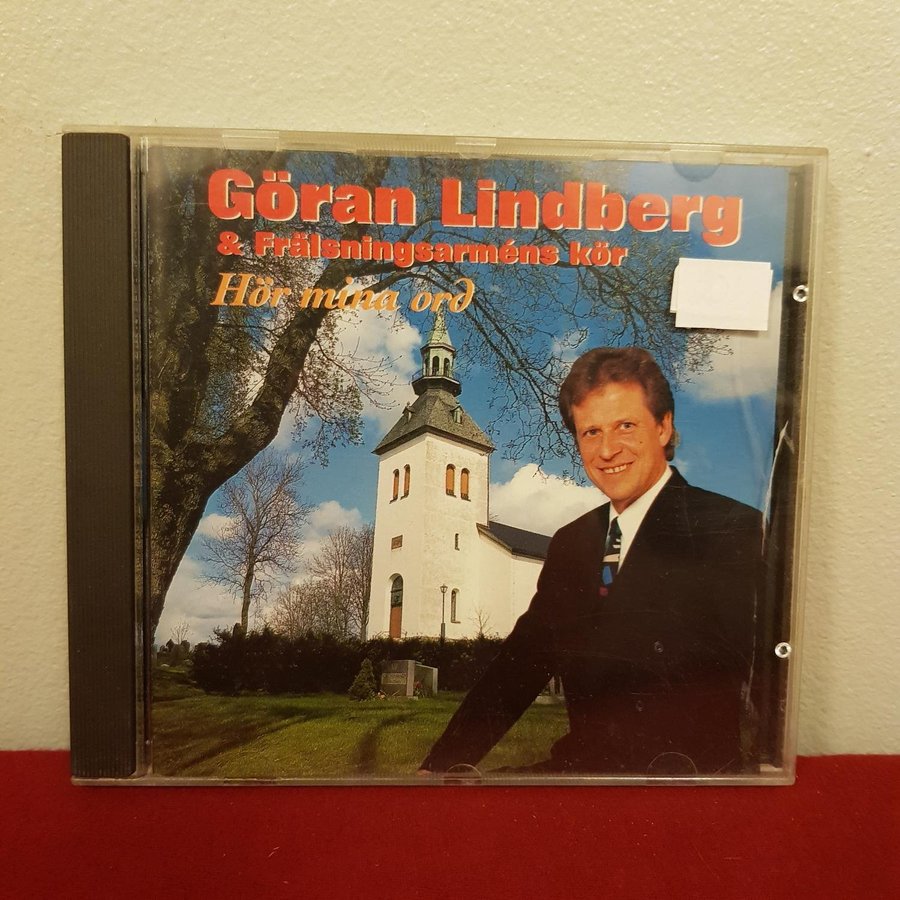 Göran Lindberg
& Frälsningsarméns kör
Hör mina ord